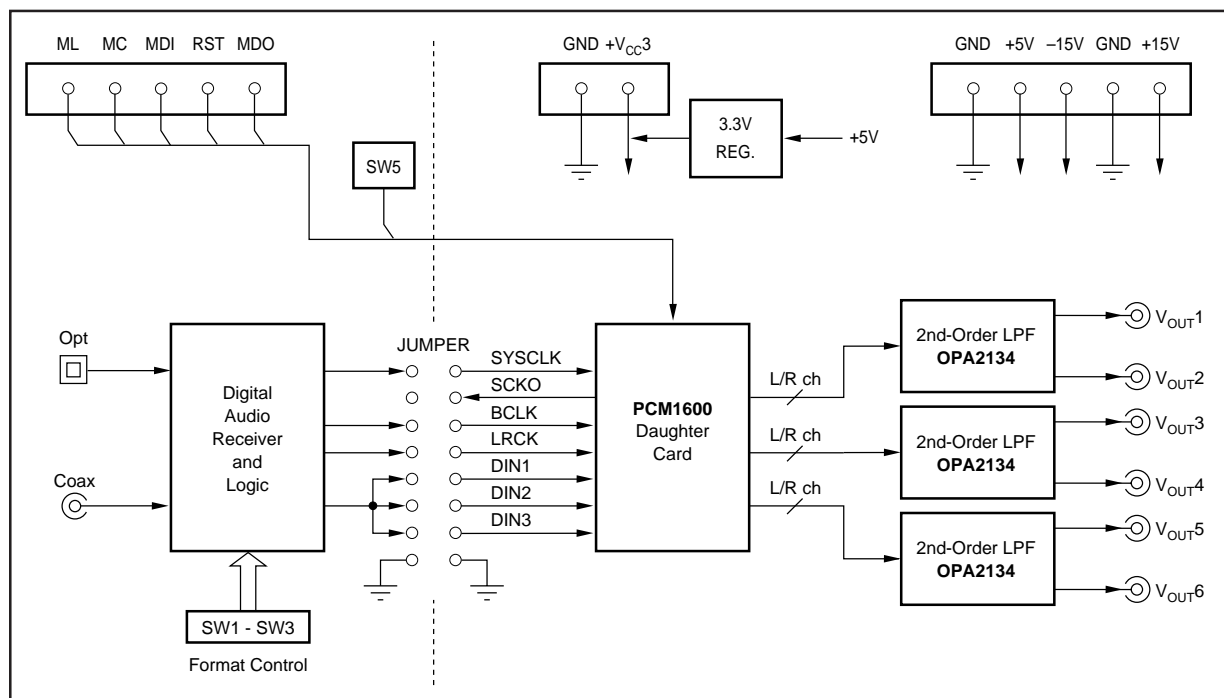 ML MC MDI RST MDO
GND +VCC3
GND +5V –15V GND +15V
3.3V
REG.
+5V
SW5
Opt
Coax
Digital
Audio
Receiver
and
Logic
SW1 - SW3
Format Control
JUMPER
SYSCLK
SCKO
BCLK
LRCK
DIN1
DIN2
DIN3
PCM1600
Daughter
Card
L/R ch
L/R ch
L/R ch
2nd-Order LPF
OPA2134
2nd-Order LPF
OPA2134
2nd-Order LPF
OPA2134
VOUT1
VOUT2
VOUT3
VOUT4
VOUT5
VOUT6